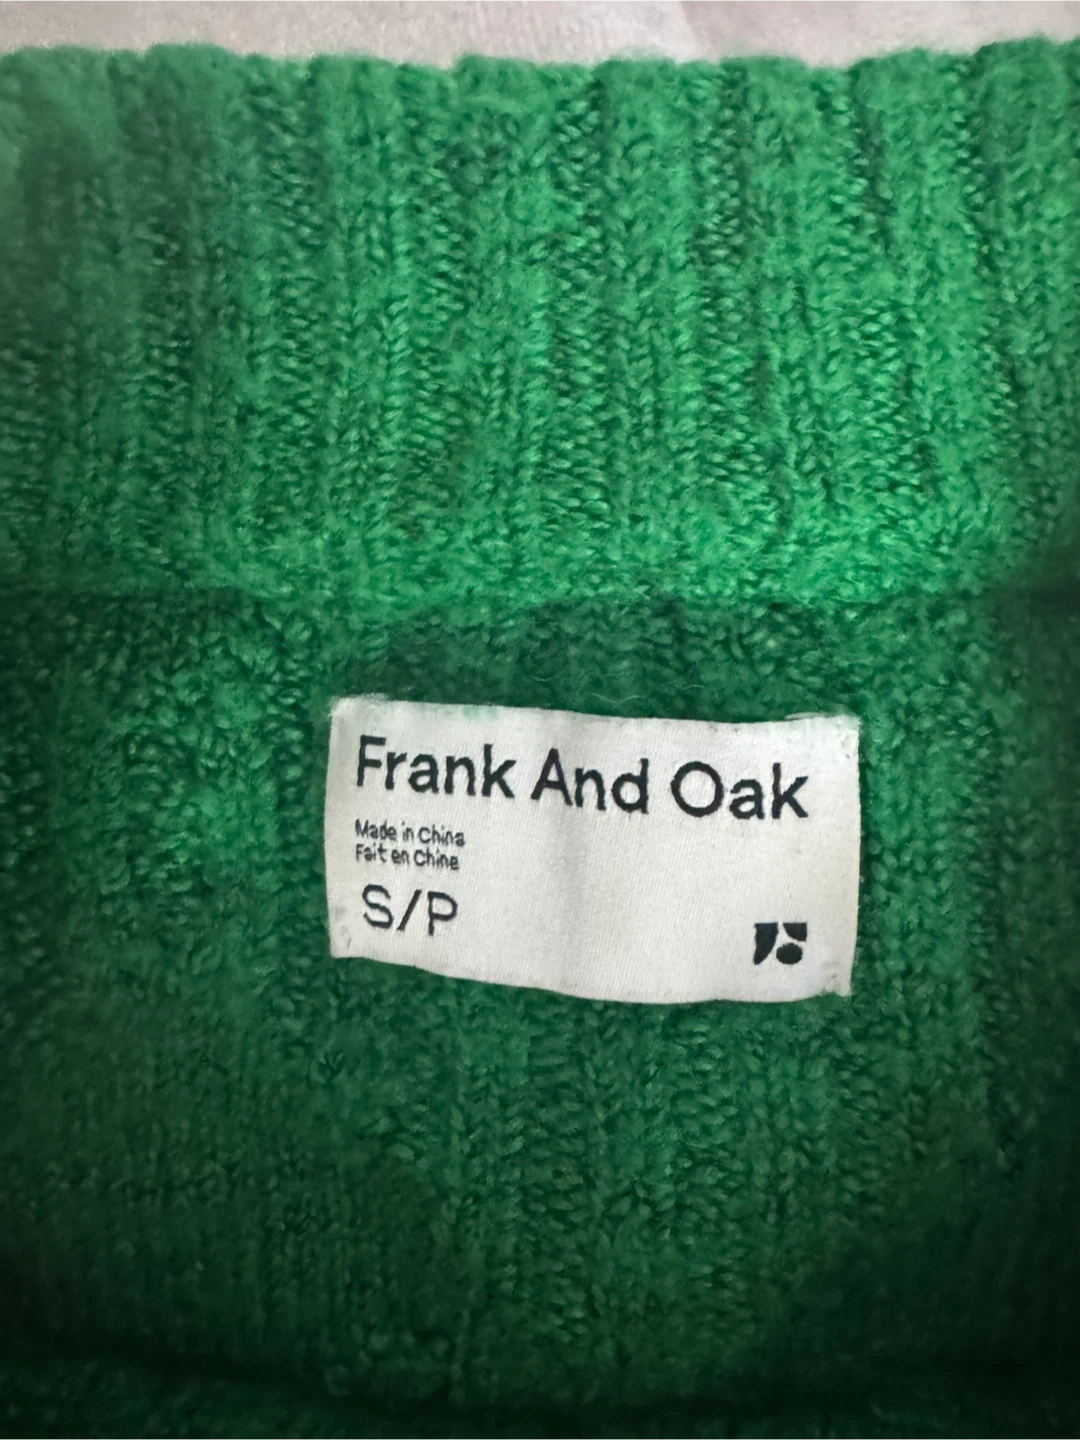 Frank And Oak
Made in China
Fait en Chine
S/P